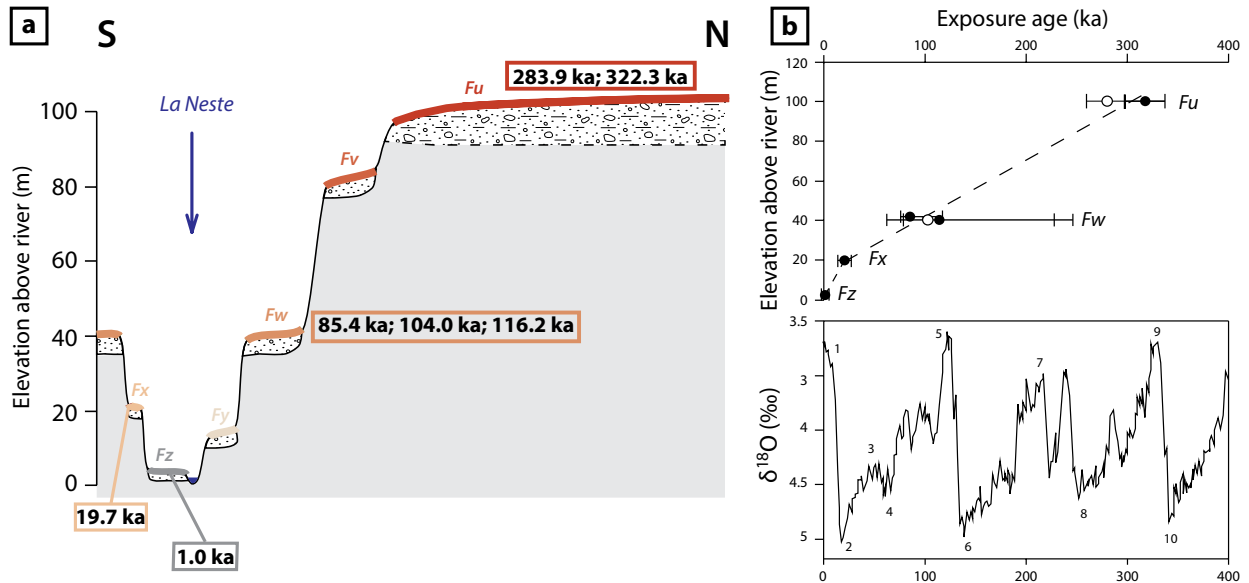 a
S
N
La Neste
Elevation above river (m)
100
80
60
40
20
0
Fu
283.9 ka; 322.3 ka
Fv
Fw
85.4 ka; 104.0 ka; 116.2 ka
Fx
Fy
Fz
19.7 ka
1.0 ka
b
Exposure age (ka)
0
100
200
300
400
Elevation above river (m)
120
100
80
60
40
20
0
Fu
Fw
Fx
Fz
δ18O (‰)
3.5
3
4
4.5
5
1
2
3
4
5
6
7
8
9
10
0
100
200
300
400